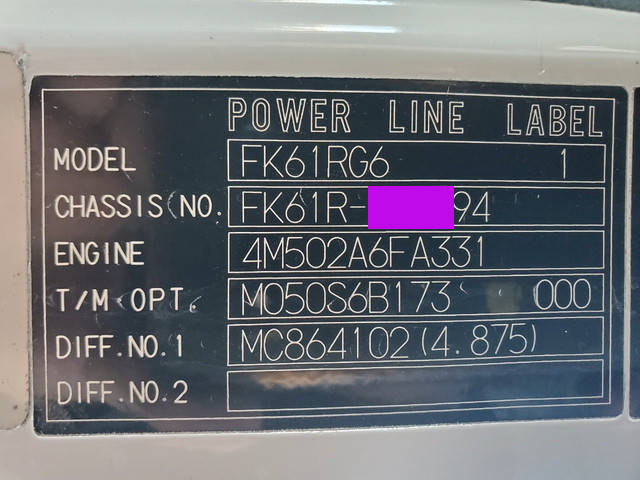 POWER LINE LABEL
MODEL FK61RG6 1
CHASSIS NO. FK61R- 94
ENGINE 4M502A6FA331
T/M OPT. M050S6B173 000
DIFF.NO.1 MC864102(4.875)
DIFF.NO.2